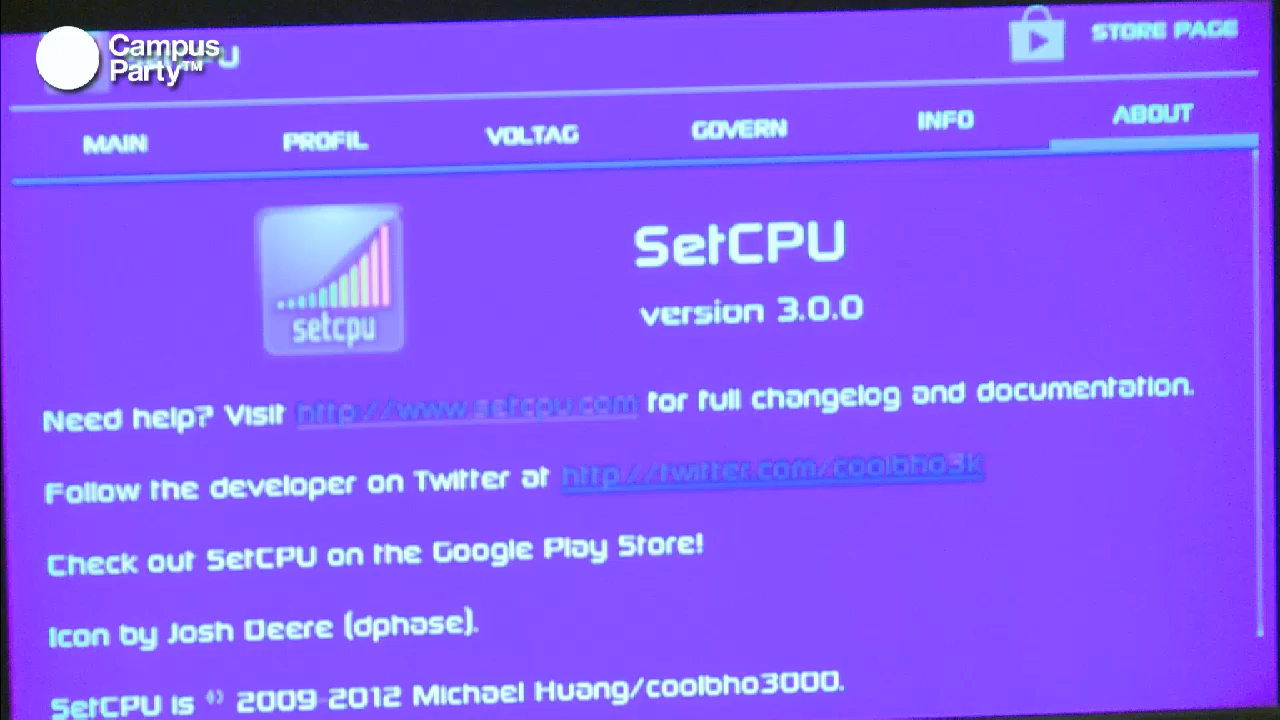 Campus
Party™
STORE PAGE
MAIN PROFIL VOLTAG GOVERN INFO ABOUT
setcpu
SetCPU
version 3.0.0
Need help? Visit http://www.setcpu.com for full changelog and documentation.
Follow the developer on Twitter at http://twitter.com/coolbho3k
Check out SetCPU on the Google Play Store!
Icon by Josh Deere (dphase).
SetCPU is © 2009-2012 Michael Huang/coolbho3000.